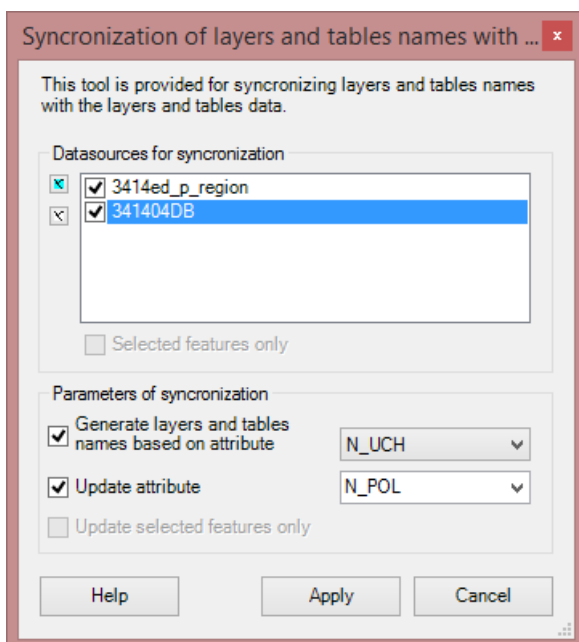 Syncronization of layers and tables names with ...
This tool is provided for syncronizing layers and tables names
with the layers and tables data.
Datasources for syncronization
3414ed_p_region
341404DB
Selected features only
Parameters of syncronization
Generate layers and tables
names based on attribute
N_UCH
Update attribute
N_POL
Update selected features only
Help
Apply
Cancel